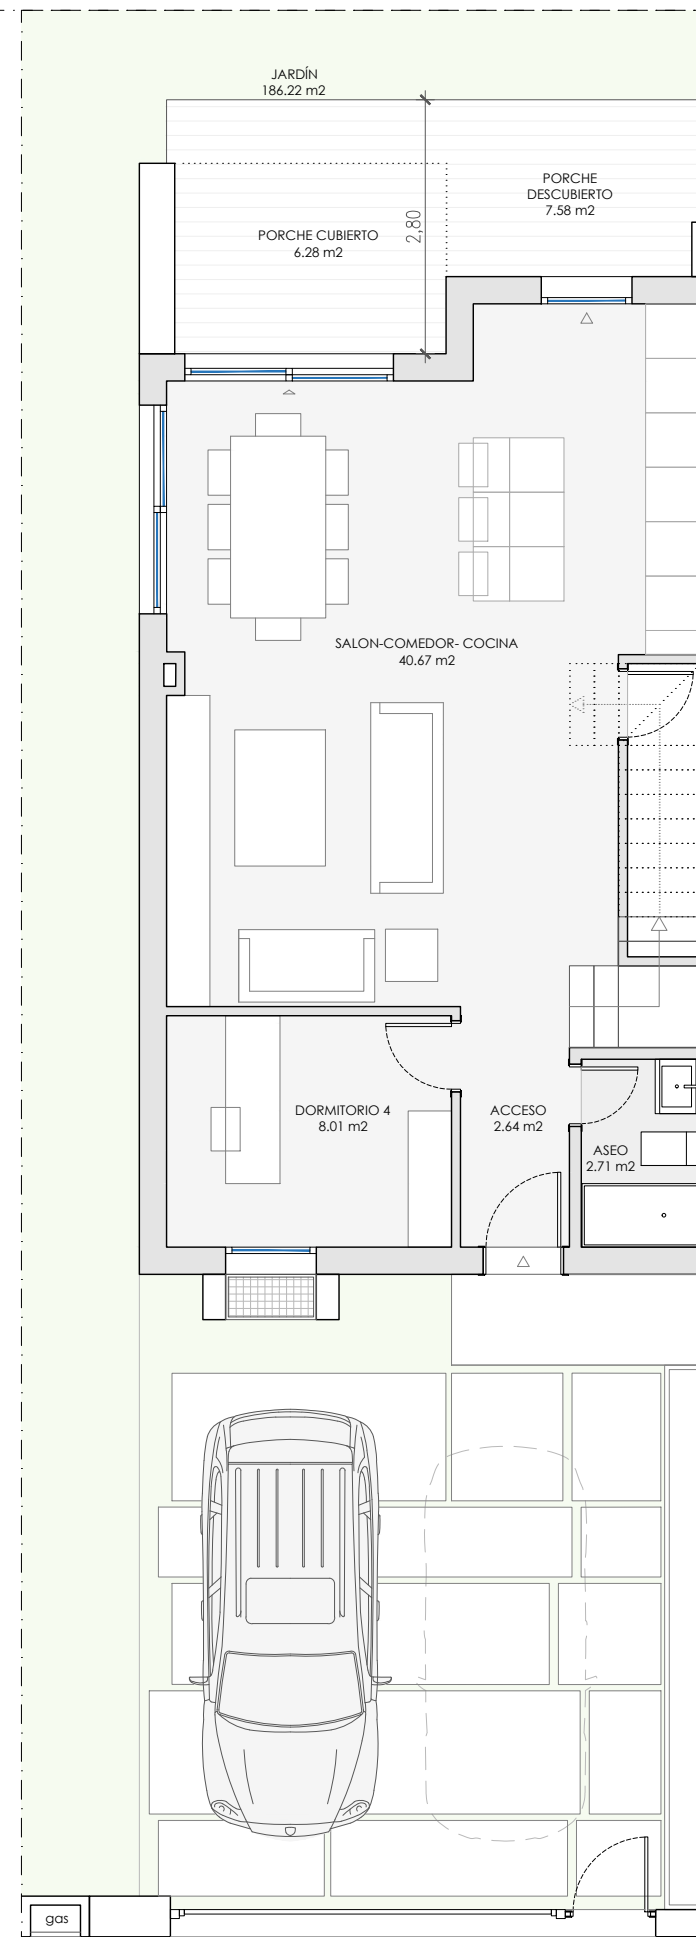 JARDÍN
186.22 m2
PORCHE
DESCUBIERTO
7.58 m2
2,80
PORCHE CUBIERTO
6.28 m2
SALON-COMEDOR- COCINA
40.67 m2
DORMITORIO 4
8.01 m2
ACCESO
2.64 m2
ASEO
2.71 m2
gas